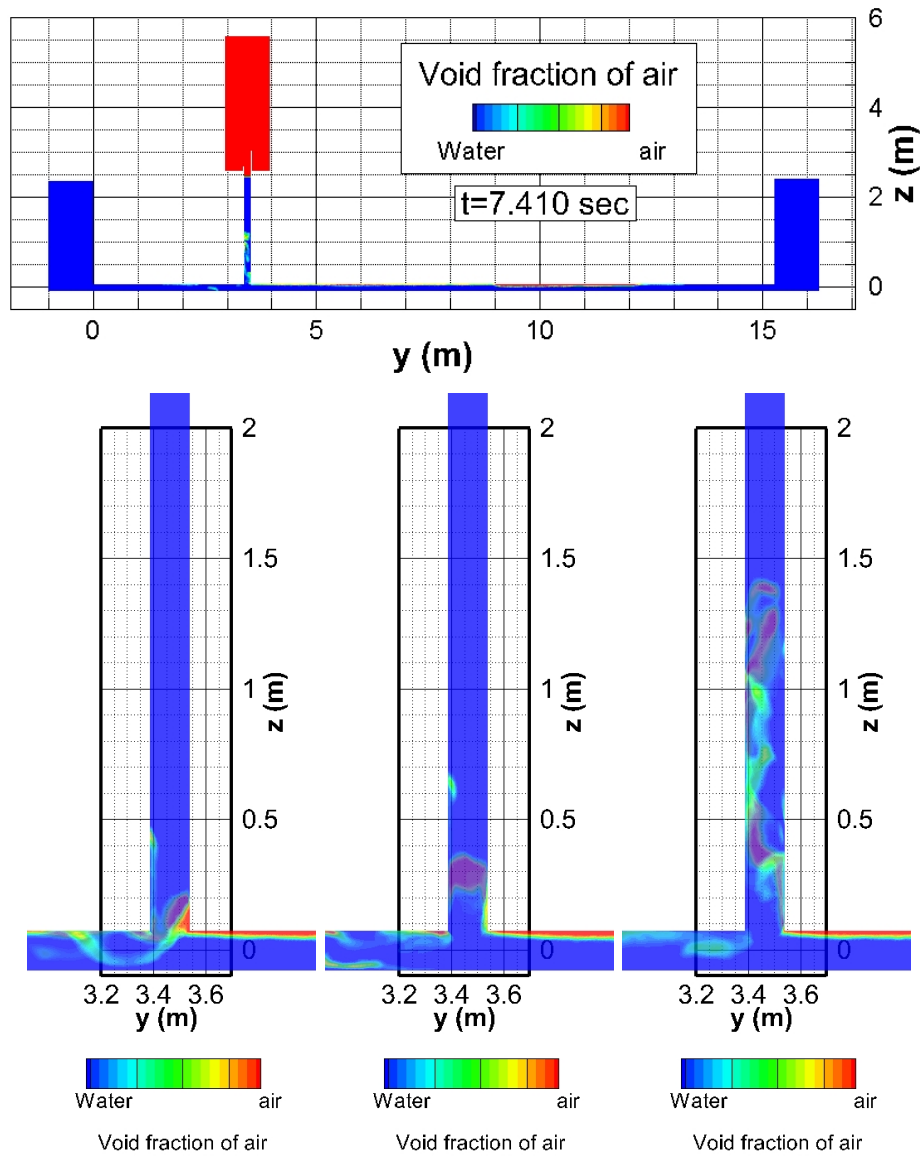 6
Void fraction of air
4
Water air
z (m)
t=7.410 sec
2
0
0 5 10 15
y (m)
2 2 2
1.5 1.5 1.5
1 1 1
z (m) z (m) z (m)
0.5 0.5 0.5
0 0 0
3.2 3.4 3.6 3.2 3.4 3.6 3.2 3.4 3.6
y (m) y (m) y (m)
Water air Water air Water air
Void fraction of air Void fraction of air Void fraction of air